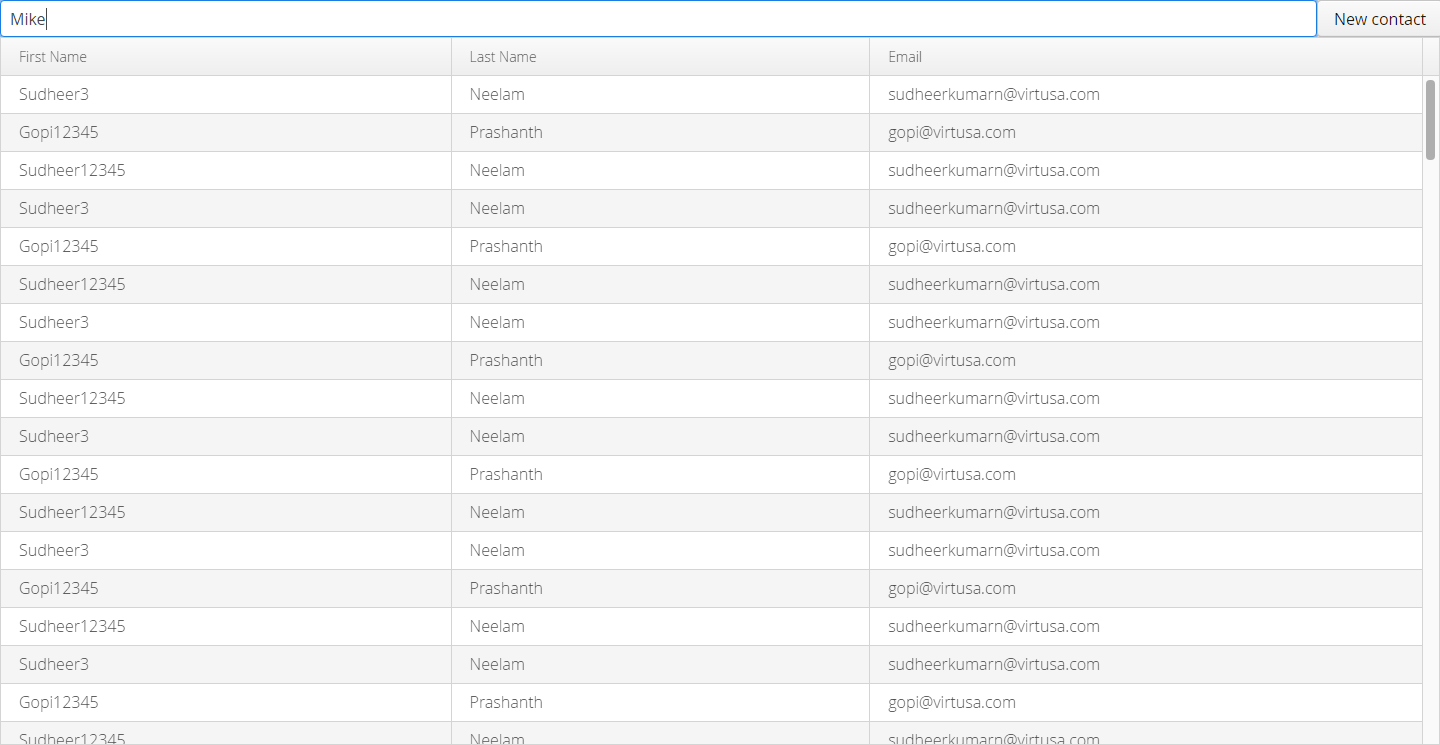 Mike New contact
First Name Last Name Email
Sudheer3 Neelam sudheerkumarn@virtusa.com
Gopi12345 Prashanth gopi@virtusa.com
Sudheer12345 Neelam sudheerkumarn@virtusa.com
Sudheer3 Neelam sudheerkumarn@virtusa.com
Gopi12345 Prashanth gopi@virtusa.com
Sudheer12345 Neelam sudheerkumarn@virtusa.com
Sudheer3 Neelam sudheerkumarn@virtusa.com
Gopi12345 Prashanth gopi@virtusa.com
Sudheer12345 Neelam sudheerkumarn@virtusa.com
Sudheer3 Neelam sudheerkumarn@virtusa.com
Gopi12345 Prashanth gopi@virtusa.com
Sudheer12345 Neelam sudheerkumarn@virtusa.com
Sudheer3 Neelam sudheerkumarn@virtusa.com
Gopi12345 Prashanth gopi@virtusa.com
Sudheer12345 Neelam sudheerkumarn@virtusa.com
Sudheer3 Neelam sudheerkumarn@virtusa.com
Gopi12345 Prashanth gopi@virtusa.com
Sudheer12345 Neelam sudheerkumarn@virtusa.com